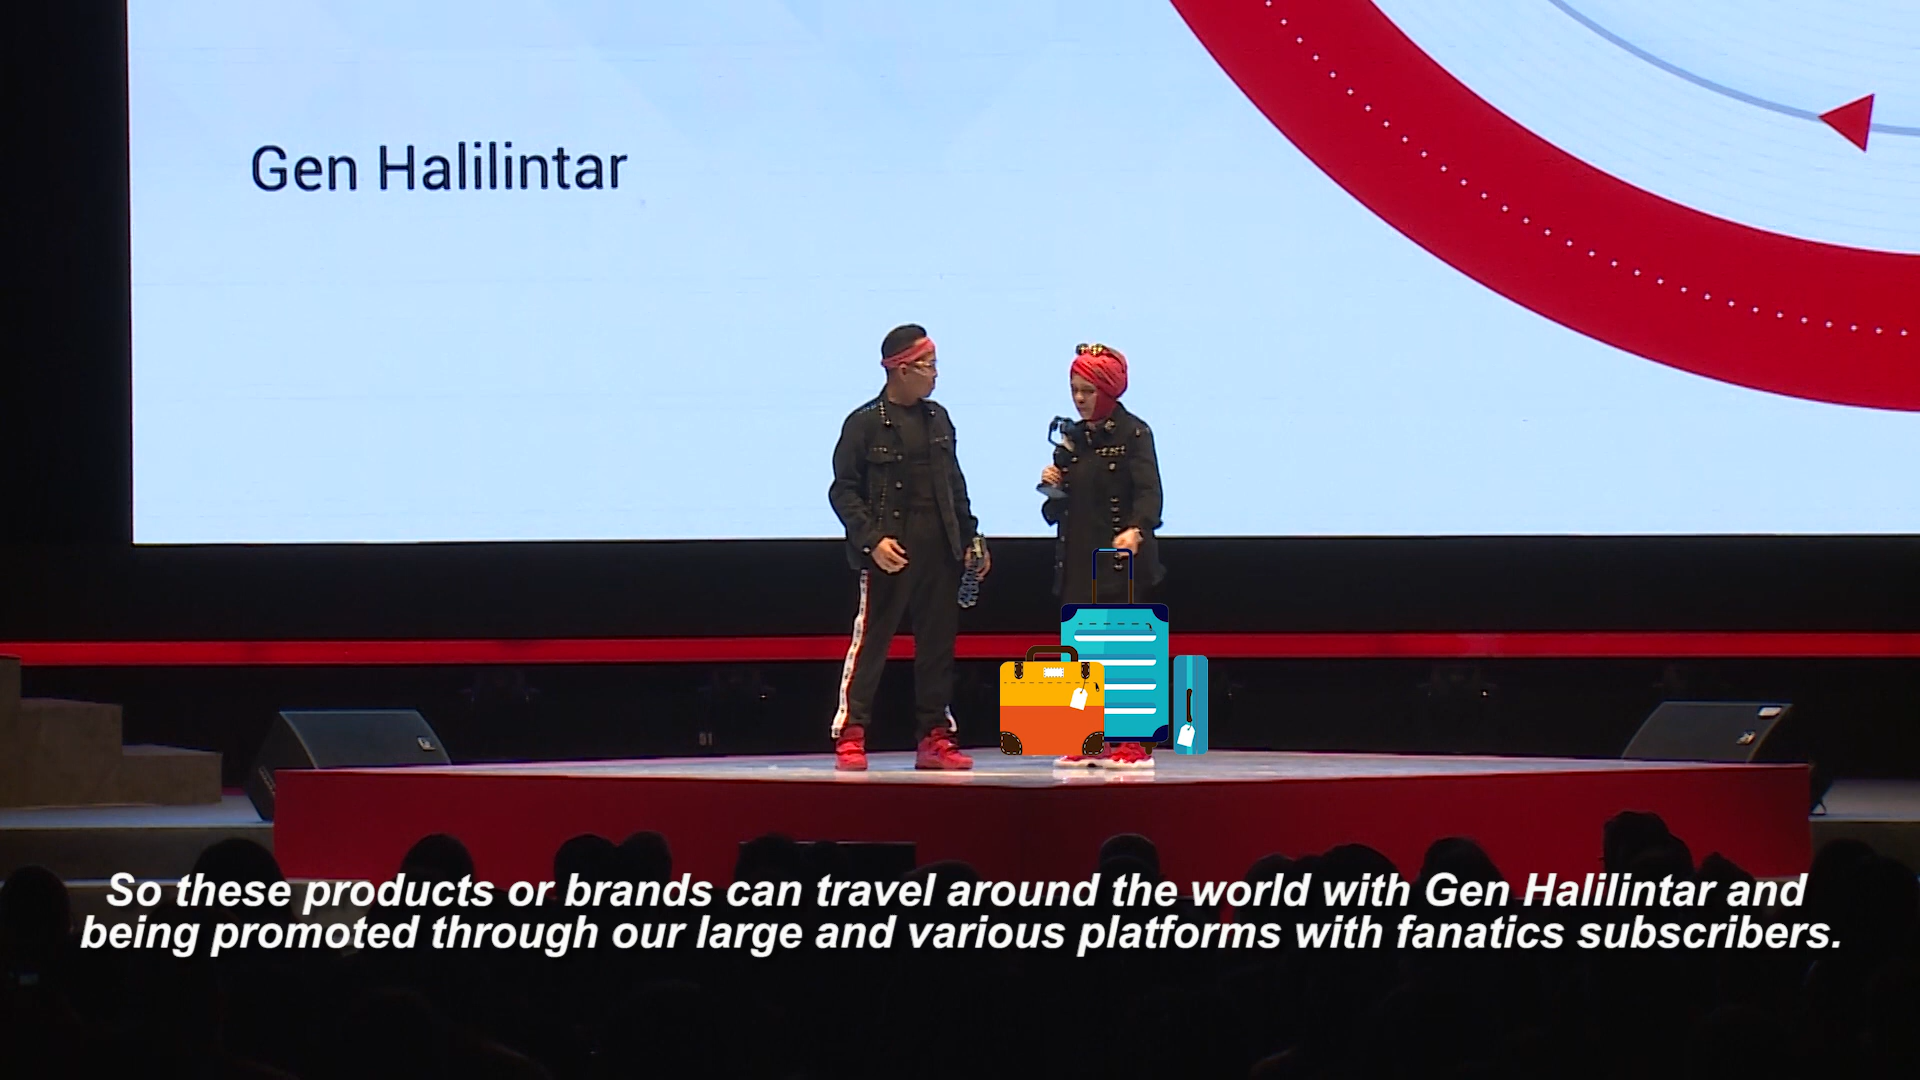 Gen Halilintar
So these products or brands can travel around the world with Gen Halilintar and
being promoted through our large and various platforms with fanatics subscribers.